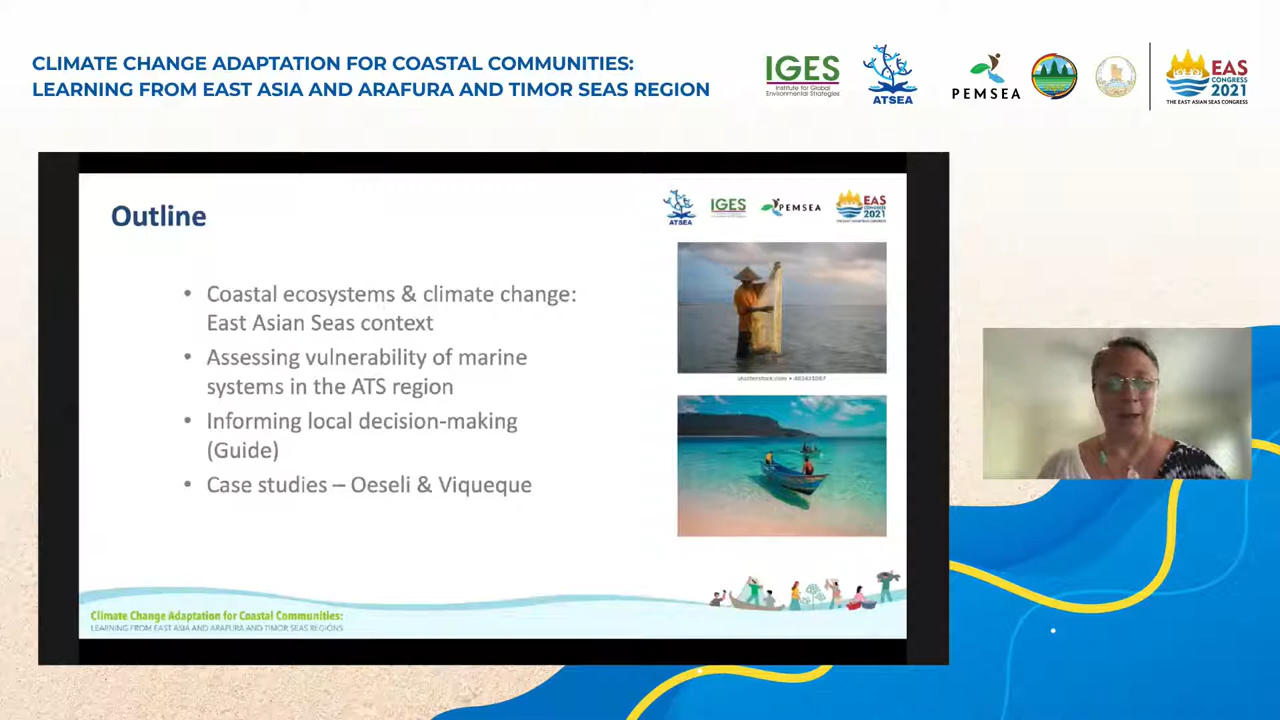 CLIMATE CHANGE ADAPTATION FOR COASTAL COMMUNITIES:
LEARNING FROM EAST ASIA AND ARAFURA AND TIMOR SEAS REGION
IGES
Institute for Global
Environmental Strategies
ATSEA
PEMSEA
EAS
CONGRESS
2021
THE EAST ASIAN SEAS CONGRESS
Outline
ATSEA
IGES
PEMSEA
EAS
CONGRESS
2021
• Coastal ecosystems & climate change:
East Asian Seas context
• Assessing vulnerability of marine
systems in the ATS region
• Informing local decision-making
(Guide)
• Case studies – Oeseli & Viqueque
shutterstock.com •
Climate Change Adaptation for Coastal Communities:
LEARNING FROM EAST ASIA AND ARAFURA AND TIMOR SEAS REGIONS